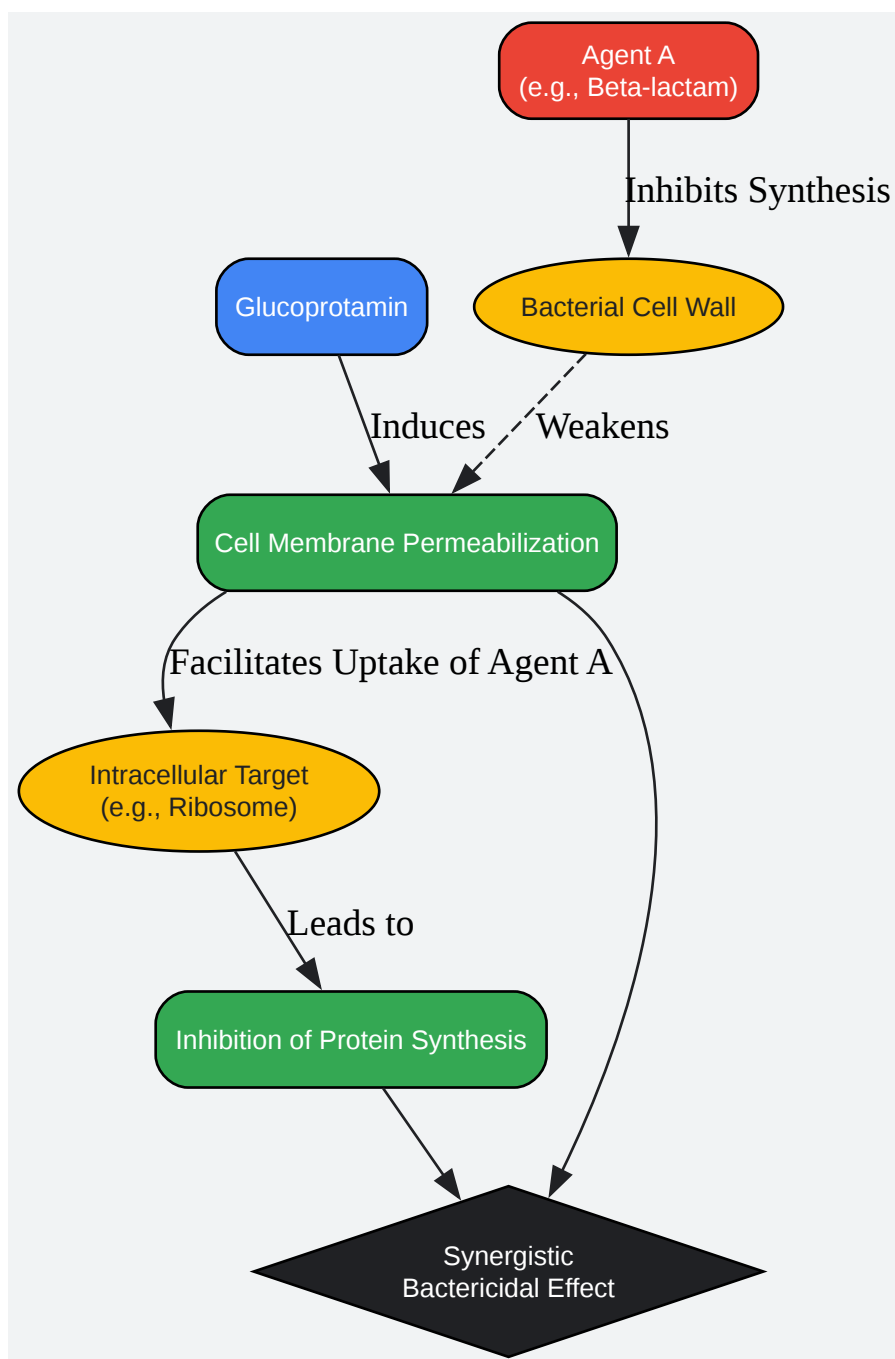 Agent A
(e.g., Beta-lactam)
Inhibits Synthesis
Glucoprotamin
Bacterial Cell Wall
Induces
Weakens
Cell Membrane Permeabilization
Facilitates Uptake of Agent A
Intracellular Target
(e.g., Ribosome)
Leads to
Inhibition of Protein Synthesis
Synergistic
Bactericidal Effect